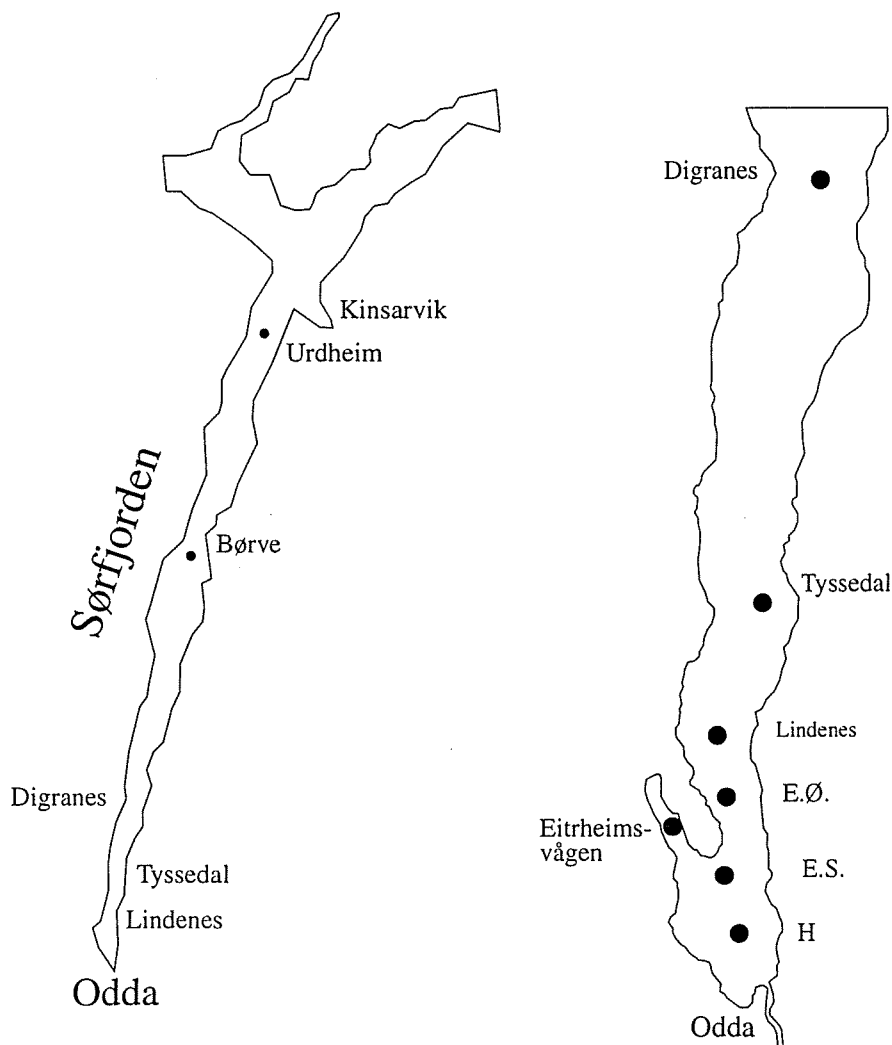 Kinsarvik
Urdheim
Sørfjorden
Børve
Digranes
Tyssedal
Lindenes
Odda
Digranes
Tyssedal
Lindenes
E.Ø.
Eitrheims-
vågen
E.S.
H
Odda